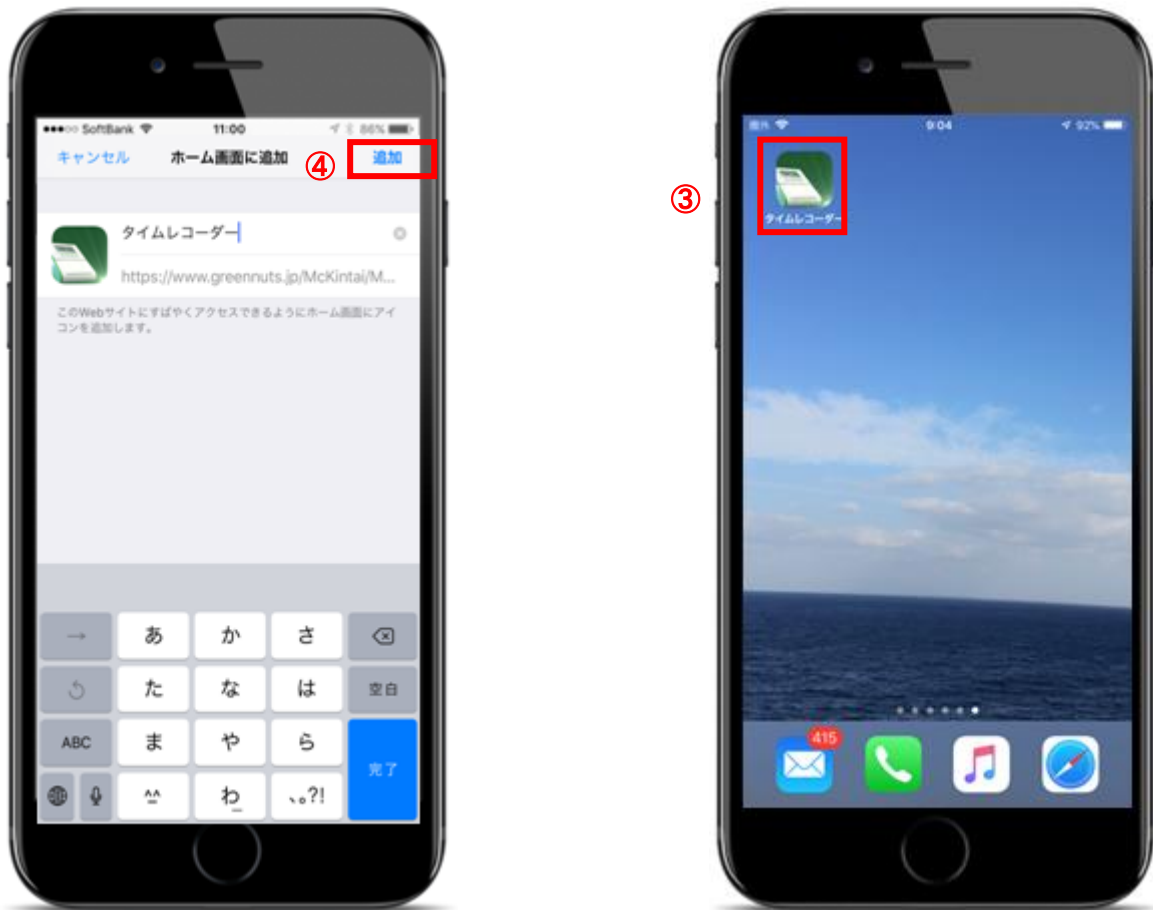 ●●●○○ SoftBank 11:00 86%
キャンセル ホーム画面に追加 ④ 追加
タイムレコーダー
https://www.greennuts.jp/McKintai/M...
このWebサイトにすばやくアクセスできるようにホーム画面にアイ
コンを追加します。
→ あ か さ
た な は 空白
ABC ま や ら 完了
^^ わ 、。?!
圏外 9:04 92%
③
タイムレコーダー
415